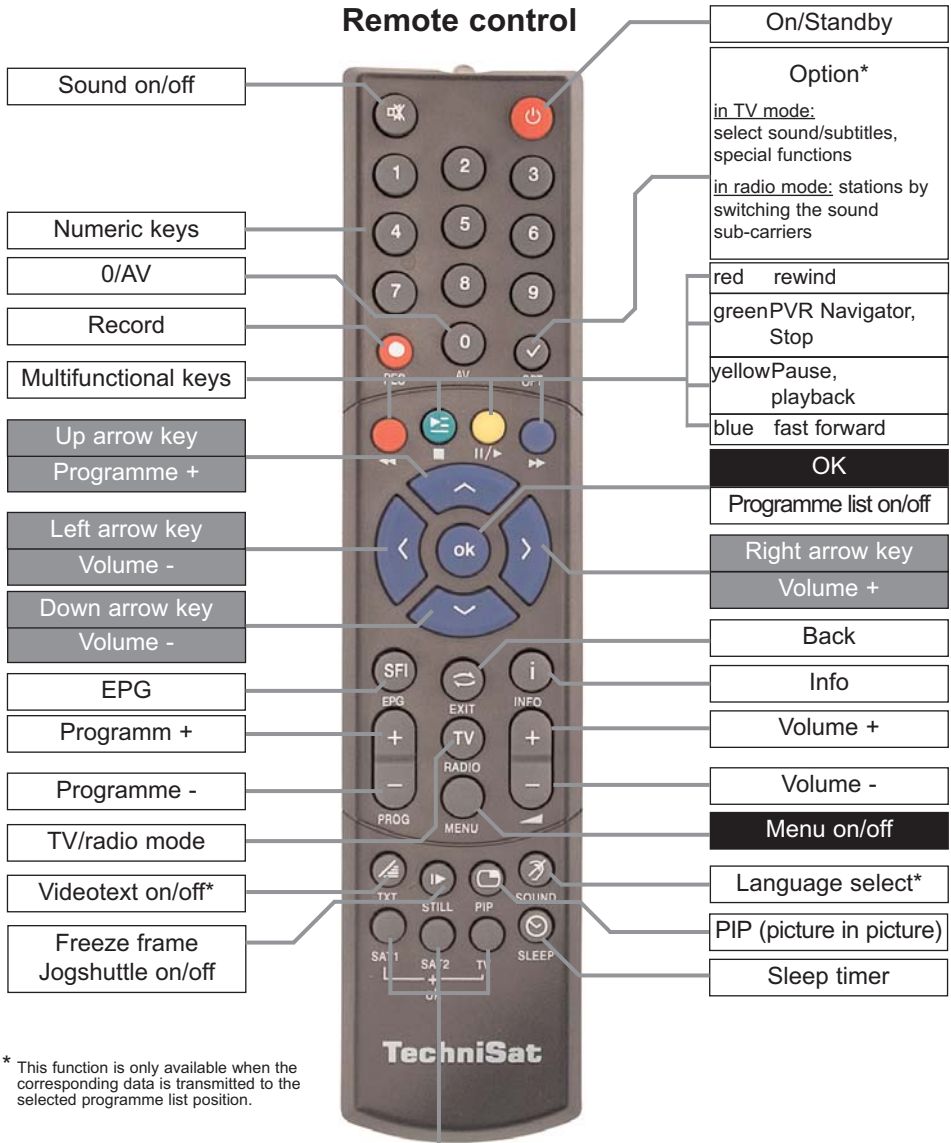 Remote control
On/Standby
Sound on/off
Option*
in TV mode:
select sound/subtitles,
special functions
in radio mode: stations by
switching the sound
sub-carriers
1
2
3
4
5
6
7
8
9
0
REC
AV
OPT
Numeric keys
0/AV
Record
Multifunctional keys
red rewind
green PVR Navigator,
Stop
yellow Pause,
playback
blue fast forward
Up arrow key
Programme +
Left arrow key
Volume -
Down arrow key
Volume -
ok
OK
Programme list on/off
Right arrow key
Volume +
Back
Info
EPG
Programm +
Programme -
TV/radio mode
Videotext on/off*
Freeze frame
Jogshuttle on/off
SFI
i
EPG
EXIT
INFO
+
TV
+
RADIO
-
-
PROG
MENU
Volume +
Volume -
Menu on/off
Language select*
PIP (picture in picture)
Sleep timer
TXT
STILL
PIP
SOUND
SAT1
SAT2
TV
SLEEP
+
TechniSat
* This function is only available when the
corresponding data is transmitted to the
selected programme list position.